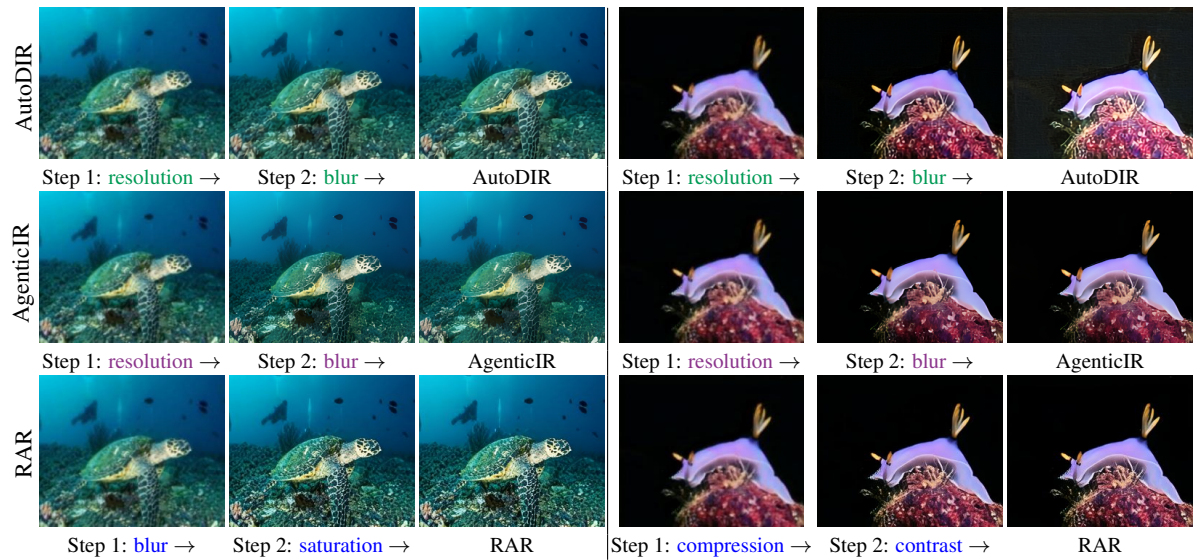 AutoDIR
Step 1: resolution → Step 2: blur → AutoDIR Step 1: resolution → Step 2: blur → AutoDIR
AgenticIR
Step 1: resolution → Step 2: blur → AgenticIR Step 1: resolution → Step 2: blur → AgenticIR
RAR
Step 1: blur → Step 2: saturation → RAR Step 1: compression → Step 2: contrast → RAR